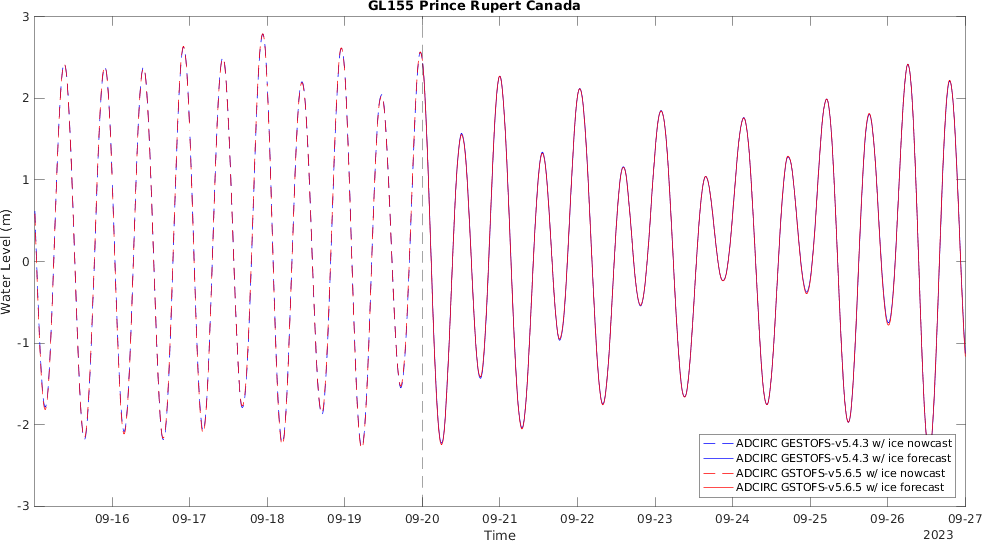 GL155 Prince Rupert Canada
3
2
1
0
-1
-2
-3
Water Level (m)
ADCIRC GESTOFS-v5.4.3 w/ ice nowcast
ADCIRC GESTOFS-v5.4.3 w/ ice forecast
ADCIRC GSTOFS-v5.6.5 w/ ice nowcast
ADCIRC GSTOFS-v5.6.5 w/ ice forecast
09-16 09-17 09-18 09-19 09-20 09-21 09-22 09-23 09-24 09-25 09-26 09-27
Time
2023